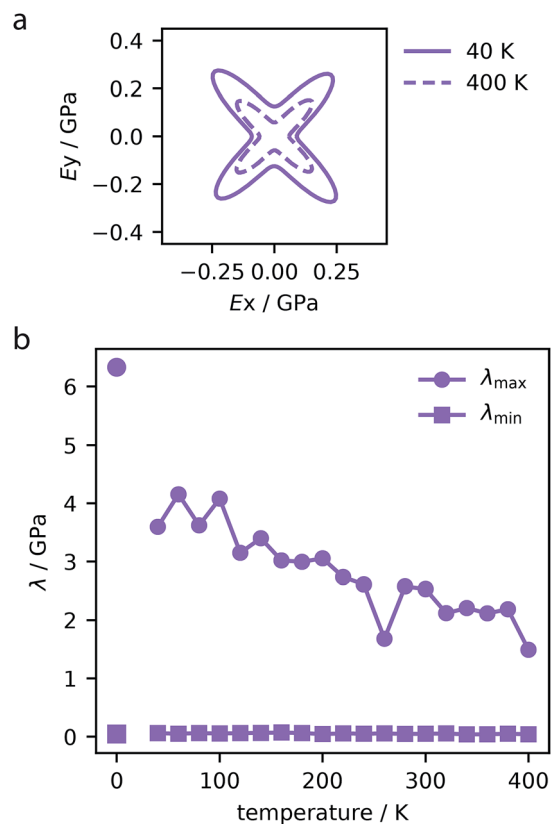 a
0.4
0.2
0.0
−0.2
−0.4
Ey / GPa
−0.25 0.00 0.25
Ex / GPa
40 K
400 K
b
6
5
4
3
2
1
0
λ / GPa
λmax
λmin
0 100 200 300 400
temperature / K